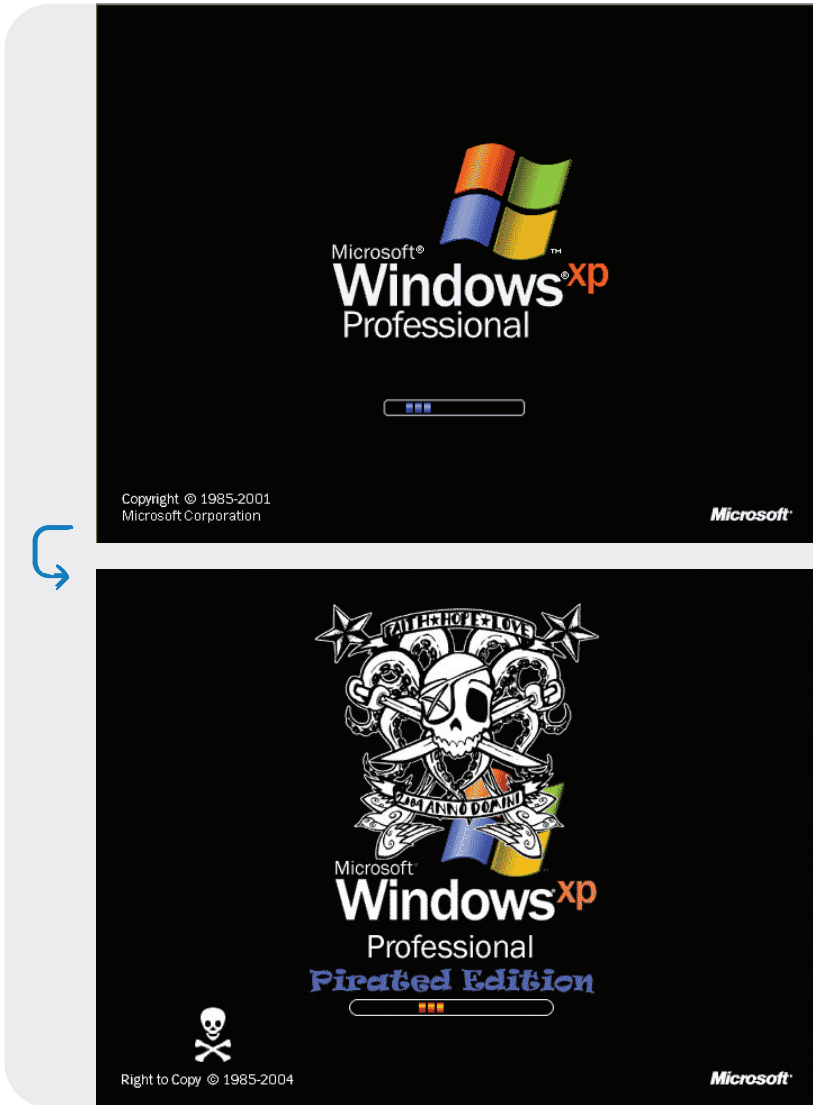 Microsoft®
Windows®xp
™
Professional
Copyright © 1985-2001
Microsoft Corporation
Microsoft
FAITH★HOPE★LOVE
ANNO DOMINI
Microsoft
Windows xp
Professional
Pirated Edition
Right to Copy © 1985-2004
Microsoft